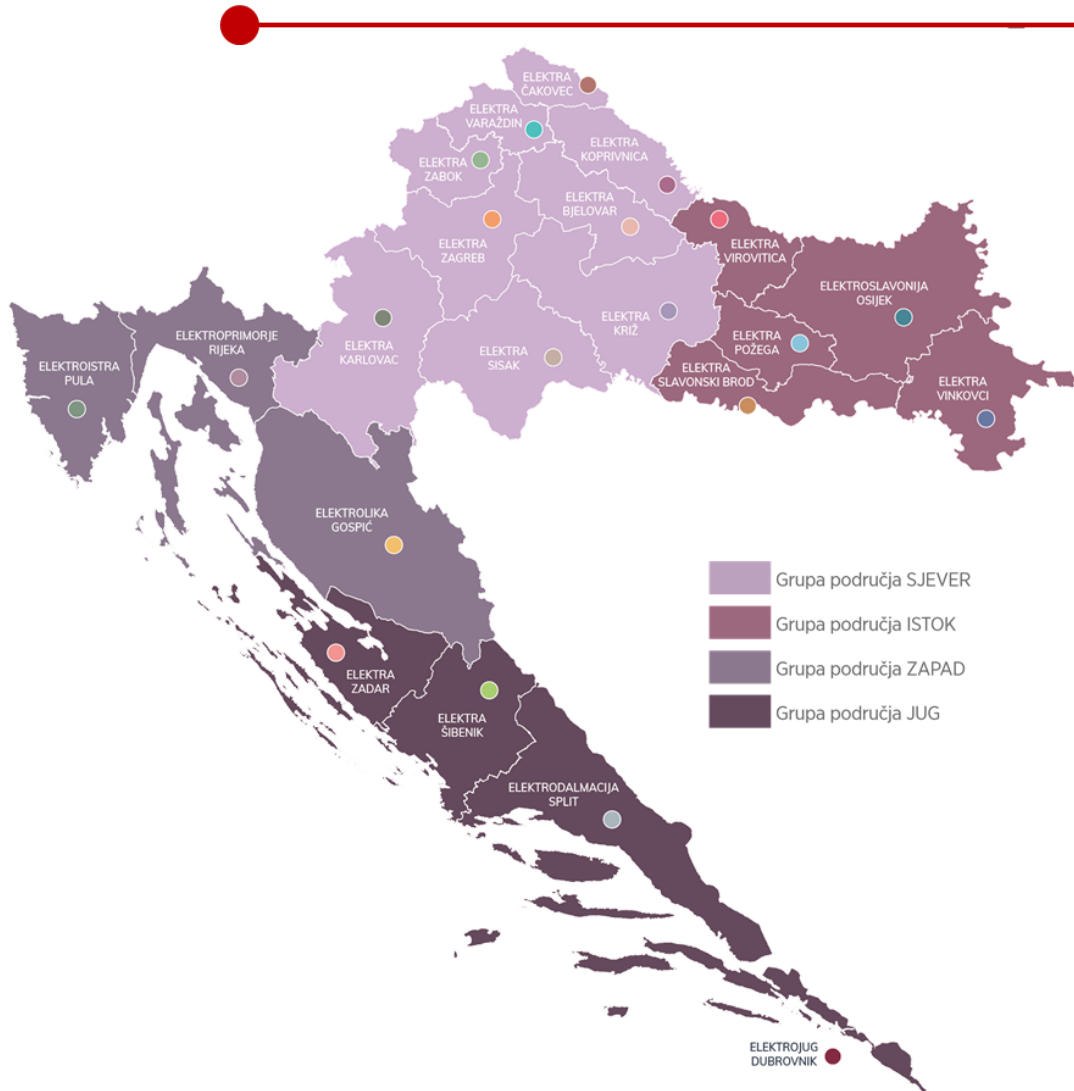 ELEKTRA
ČAKOVEC
ELEKTRA
VARAŽDIN
ELEKTRA
KOPRIVNICA
ELEKTRA
ZABOK
ELEKTRA
BJELOVAR
ELEKTRA
ZAGREB
ELEKTRA
VIROVITICA
ELEKTROSLAVONIJA
OSIJEK
ELEKTRA
KRIŽ
ELEKTROPRIMORJE
RIJEKA
ELEKTRA
KARLOVAC
ELEKTRA
SISAK
ELEKTRA
POŽEGA
ELEKTROISTRA
PULA
ELEKTRA
SLAVONSKI BROD
ELEKTRA
VINKOVCI
ELEKTROLIKA
GOSPIĆ
Grupa područja SJEVER
Grupa područja ISTOK
Grupa područja ZAPAD
Grupa područja JUG
ELEKTRA
ZADAR
ELEKTRA
ŠIBENIK
ELEKTRODALMACIJA
SPLIT
ELEKTROJUG
DUBROVNIK